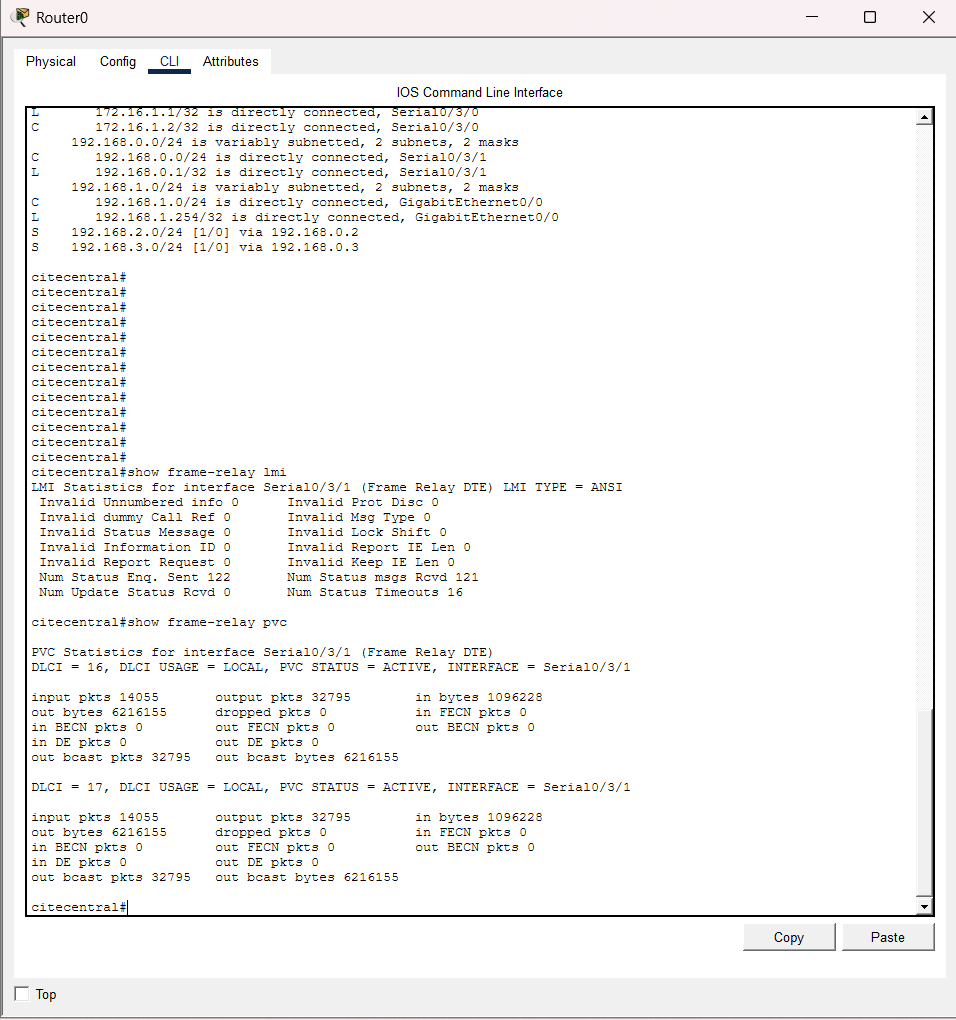 Router0
Physical Config CLI Attributes
IOS Command Line Interface
L 172.16.1.1/32 is directly connected, Serial0/3/0
C 172.16.1.2/32 is directly connected, Serial0/3/0
192.168.0.0/24 is variably subnetted, 2 subnets, 2 masks
C 192.168.0.0/24 is directly connected, Serial0/3/1
L 192.168.0.1/32 is directly connected, Serial0/3/1
192.168.1.0/24 is variably subnetted, 2 subnets, 2 masks
C 192.168.1.0/24 is directly connected, GigabitEthernet0/0
L 192.168.1.254/32 is directly connected, GigabitEthernet0/0
S 192.168.2.0/24 [1/0] via 192.168.0.2
S 192.168.3.0/24 [1/0] via 192.168.0.3
citecentral#
citecentral#
citecentral#
citecentral#
citecentral#
citecentral#
citecentral#
citecentral#
citecentral#
citecentral#
citecentral#
citecentral#
citecentral#
citecentral#show frame-relay lmi
LMI Statistics for interface Serial0/3/1 (Frame Relay DTE) LMI TYPE = ANSI
Invalid Unnumbered info 0 Invalid Prot Disc 0
Invalid dummy Call Ref 0 Invalid Msg Type 0
Invalid Status Message 0 Invalid Lock Shift 0
Invalid Information ID 0 Invalid Report IE Len 0
Invalid Report Request 0 Invalid Keep IE Len 0
Num Status Enq. Sent 122 Num Status msgs Rcvd 121
Num Update Status Rcvd 0 Num Status Timeouts 16
citecentral#show frame-relay pvc
PVC Statistics for interface Serial0/3/1 (Frame Relay DTE)
DLCI = 16, DLCI USAGE = LOCAL, PVC STATUS = ACTIVE, INTERFACE = Serial0/3/1
input pkts 14055 output pkts 32795 in bytes 1096228
out bytes 6216155 dropped pkts 0 in FECN pkts 0
in BECN pkts 0 out FECN pkts 0 out BECN pkts 0
in DE pkts 0 out DE pkts 0
out bcast pkts 32795 out bcast bytes 6216155
DLCI = 17, DLCI USAGE = LOCAL, PVC STATUS = ACTIVE, INTERFACE = Serial0/3/1
input pkts 14055 output pkts 32795 in bytes 1096228
out bytes 6216155 dropped pkts 0 in FECN pkts 0
in BECN pkts 0 out FECN pkts 0 out BECN pkts 0
in DE pkts 0 out DE pkts 0
out bcast pkts 32795 out bcast bytes 6216155
citecentral#
Copy Paste
Top